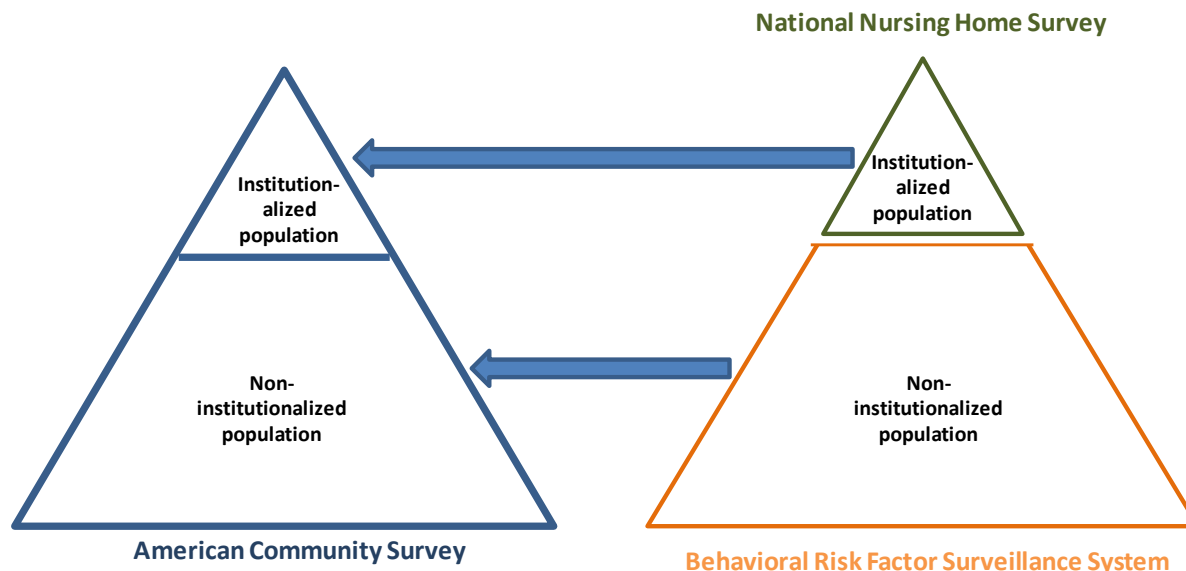 National Nursing Home Survey
Institution-
alized
population
Institution-
alized
population
Non-
institutionalized
population
Non-
institutionalized
population
American Community Survey
Behavioral Risk Factor Surveillance System